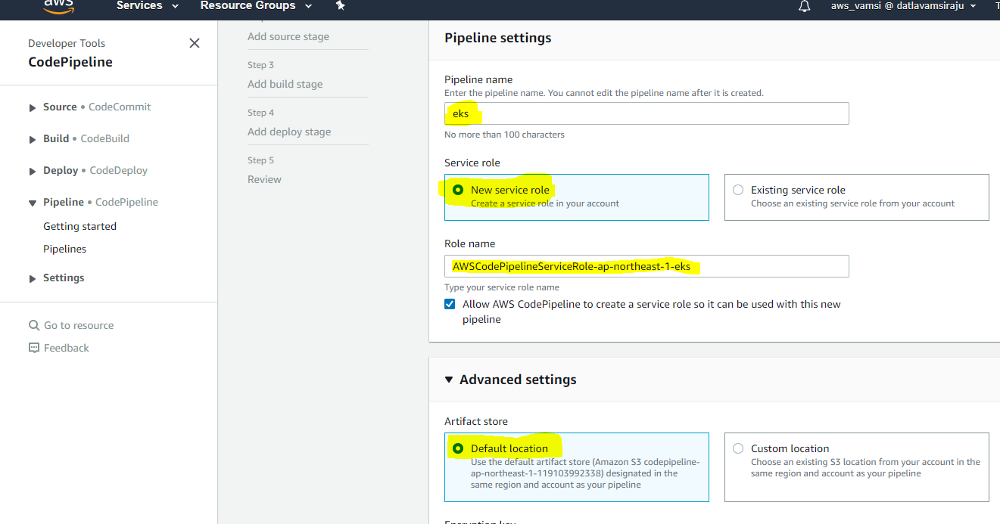 aws
Services
Resource Groups
aws_vamsi @ datlavamsiraju
Developer Tools
CodePipeline
Source • CodeCommit
Build • CodeBuild
Deploy • CodeDeploy
Pipeline • CodePipeline
Getting started
Pipelines
Settings
Go to resource
Feedback
Add source stage
Step 3
Add build stage
Step 4
Add deploy stage
Step 5
Review
Pipeline settings
Pipeline name
Enter the pipeline name. You cannot edit the pipeline name after it is created.
eks
No more than 100 characters
Service role
New service role
Create a service role in your account
Existing service role
Choose an existing service role from your account
Role name
AWSCodePipelineServiceRole-ap-northeast-1-eks
Type your service role name
Allow AWS CodePipeline to create a service role so it can be used with this new
pipeline
Advanced settings
Artifact store
Default location
Use the default artifact store (Amazon S3 codepipeline-
ap-northeast-1-119103992338) designated in the
same region and account as your pipeline
Custom location
Choose an existing S3 location from your account in the
same region and account as your pipeline
Encryption key